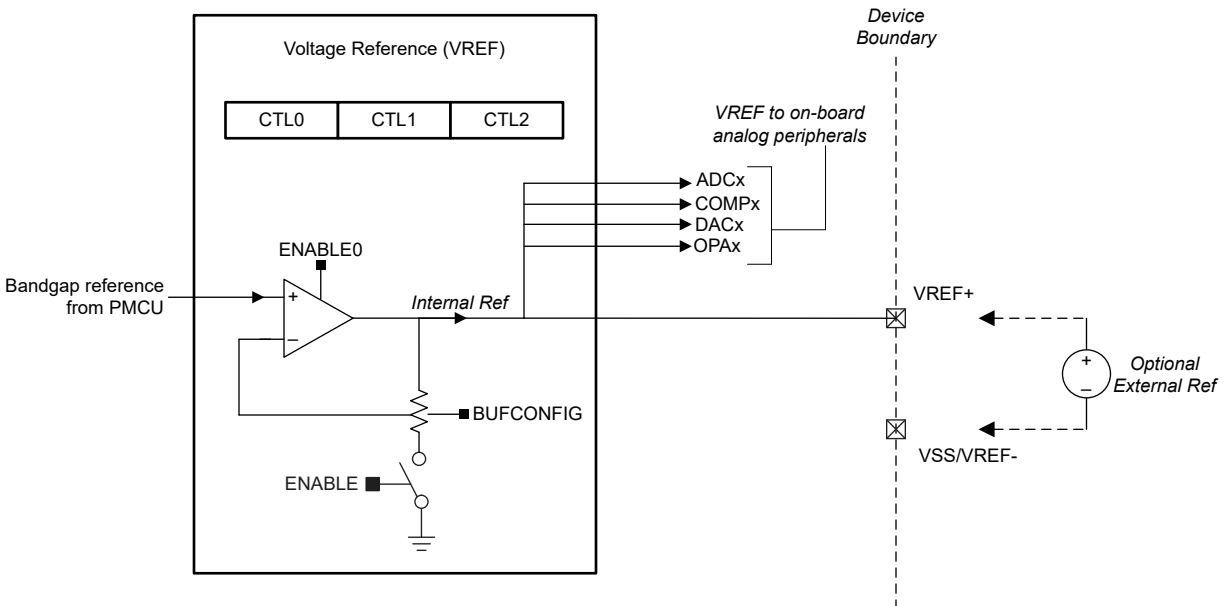 Device
Boundary
Voltage Reference (VREF)
CTL0 CTL1 CTL2
VREF to on-board
analog peripherals
ADCx
COMPx
DACx
OPAx
ENABLE0
Bandgap reference
from PMCU
+
–
Internal Ref
VREF+
+
–
Optional
External Ref
BUFCONFIG
VSS/VREF-
ENABLE